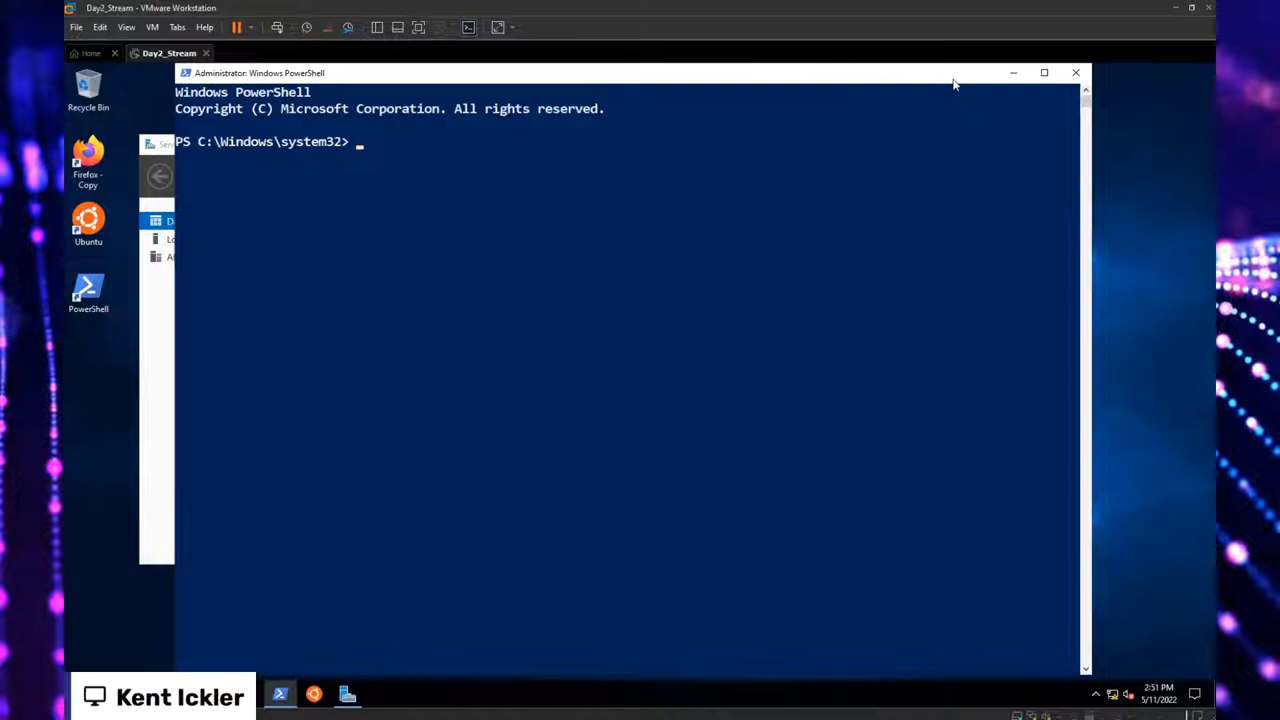 Day2_Stream - VMware Workstation
File Edit View VM Tabs Help
Home Day2_Stream
Administrator: Windows PowerShell
Windows PowerShell
Copyright (C) Microsoft Corporation. All rights reserved.
PS C:\Windows\system32>
Recycle Bin
Firefox -
Copy
Ubuntu
PowerShell
Kent Ickler
2:51 PM
5/11/2022